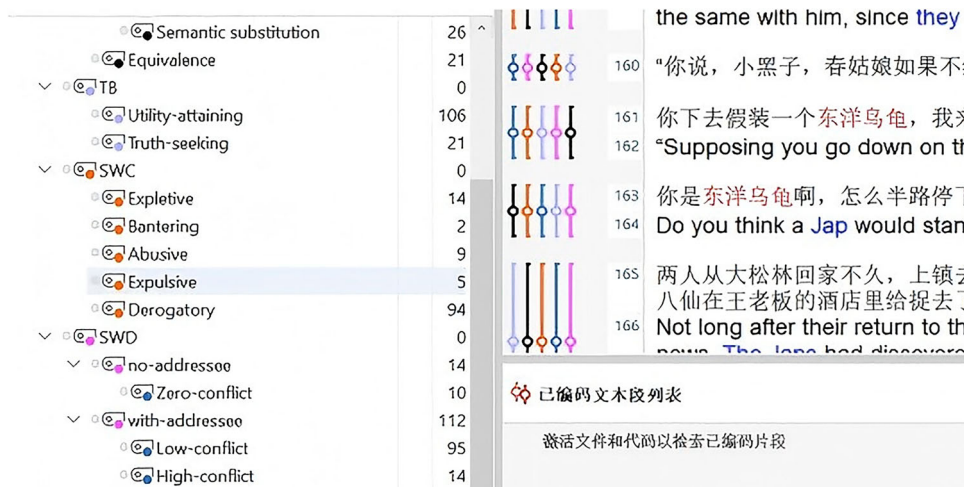 Semantic substitution 26
Equivalence 21
TB 0
Utility-attaining 106
Truth-seeking 21
SWC 0
Expletive 14
Bantering 2
Abusive 9
Expulsive 5
Derogatory 94
SWD 0
no-addressee 14
Zero-conflict 10
with-addressee 112
Low-conflict 95
High-conflict 14
the same with him, since they
160 "你说，小黑子，春姑娘如果不
161 你下去假装一个东洋乌龟，我
162 “Supposing you go down on th
163 你是东洋乌龟啊，怎么半路停
164 Do you think a Jap would stan
165 两人从大松林回家不久，上镇
八仙在王老板的酒店里给捉去
166 Not long after their return to th
news. The Japs had discovere
已编码文本段列表
激活文件和代码以检索已编码片段